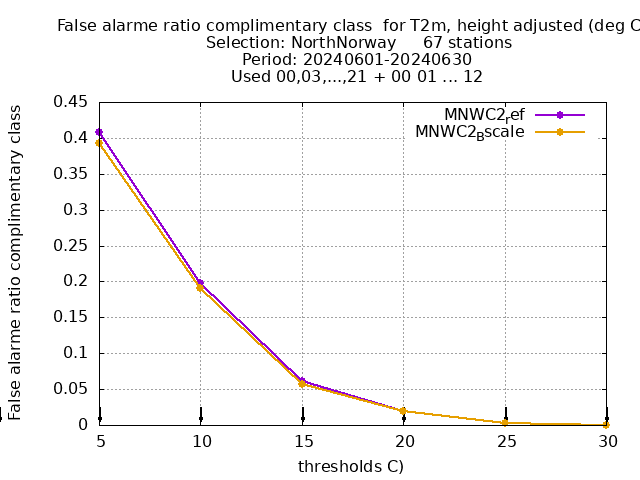 False alarme ratio complimentary class  for T2m, height adjusted (deg C
Selection: NorthNorway     67 stations
Period: 20240601-20240630
Used 00,03,...,21 + 00 01 ... 12
False alarme ratio complimentary class
0.45
0.4
0.35
0.3
0.25
0.2
0.15
0.1
0.05
0
MNWC2ref
MNWC2Bscale
5 10 15 20 25 30
thresholds C)